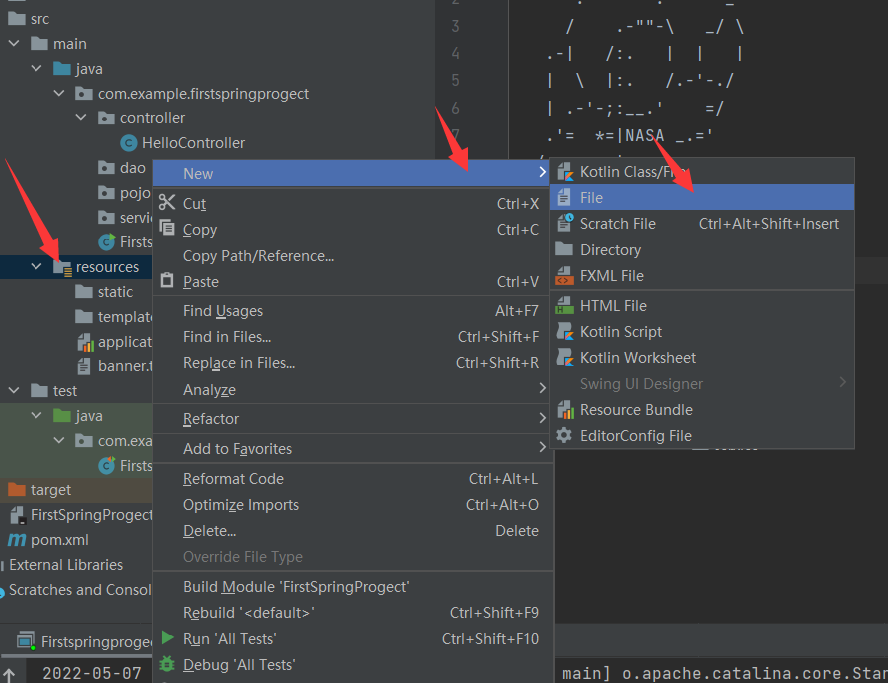 src
main
java
com.example.firstspringprogect
controller
HelloController
dao
pojo
servi
Firsts
resources
static
template
applicat
banner.t
test
java
com.exa
Firsts
target
FirstSpringProgect
pom.xml
External Libraries
Scratches and Consol
Firstspringproge
2022-05-07
New
Cut Ctrl+X
Copy Ctrl+C
Copy Path/Reference...
Paste Ctrl+V
Find Usages Alt+F7
Find in Files... Ctrl+Shift+F
Replace in Files... Ctrl+Shift+R
Analyze
Refactor
Add to Favorites
Reformat Code Ctrl+Alt+L
Optimize Imports Ctrl+Alt+O
Delete... Delete
Override File Type
Build Module 'FirstSpringProgect'
Rebuild '<default>' Ctrl+Shift+F9
Run 'All Tests' Ctrl+Shift+F10
Debug 'All Tests'
2
3 / .-""-\ _/ \
4 .-| /:. | | |
5 | \ |:. /.-'-./
6 | .-'-;:__.' =/
7 .'= *=|NASA _.='
Kotlin Class/File
File
Scratch File Ctrl+Alt+Shift+Insert
Directory
FXML File
HTML File
Kotlin Script
Kotlin Worksheet
Swing UI Designer
Resource Bundle
EditorConfig File
main] o.apache.catalina.core.Star